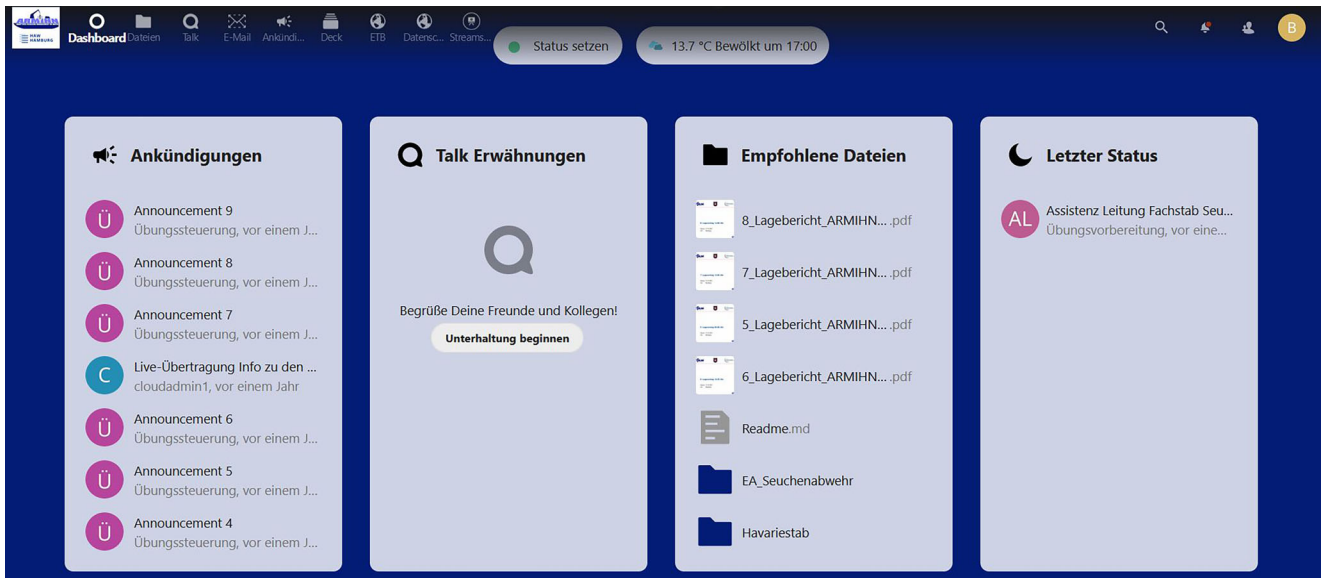 ARMIHN
HAW
HAMBURG
Dashboard
Dateien
Talk
E-Mail
Ankündi...
Deck
ETB
Datensc...
Streams...
Status setzen
13.7 °C Bewölkt um 17:00
B
Ankündigungen
Ü
Announcement 9
Übungssteuerung, vor einem J...
Ü
Announcement 8
Übungssteuerung, vor einem J...
Ü
Announcement 7
Übungssteuerung, vor einem J...
C
Live-Übertragung Info zu den ...
cloudadmin1, vor einem Jahr
Ü
Announcement 6
Übungssteuerung, vor einem J...
Ü
Announcement 5
Übungssteuerung, vor einem J...
Ü
Announcement 4
Übungssteuerung, vor einem J...
Talk Erwähnungen
Begrüße Deine Freunde und Kollegen!
Unterhaltung beginnen
Empfohlene Dateien
8_Lagebericht_ARMIHN... .pdf
7_Lagebericht_ARMIHN... .pdf
5_Lagebericht_ARMIHN... .pdf
6_Lagebericht_ARMIHN... .pdf
Readme.md
EA_Seuchenabwehr
Havariestab
Letzter Status
AL
Assistenz Leitung Fachstab Seu...
Übungsvorbereitung, vor eine...